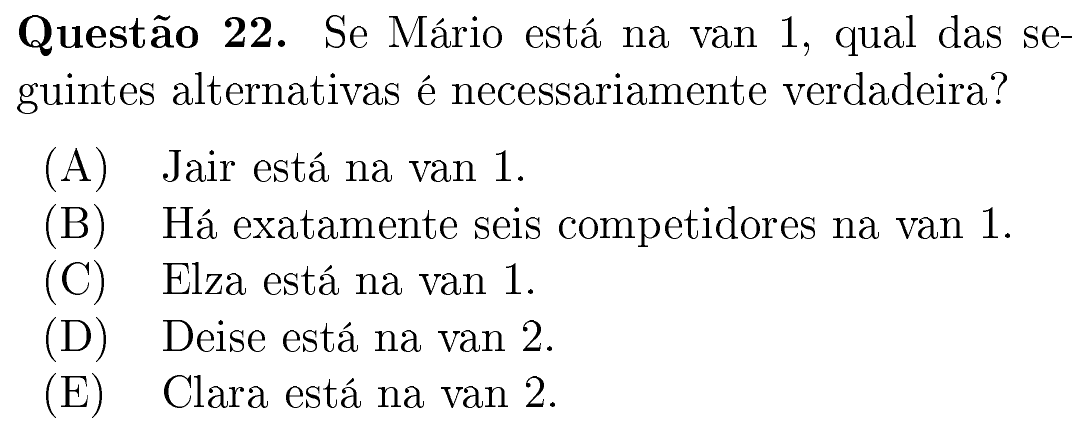 Questão 22. Se Mário está na van 1, qual das se-
guintes alternativas é necessariamente verdadeira?
(A) Jair está na van 1.
(B) Há exatamente seis competidores na van 1.
(C) Elza está na van 1.
(D) Deise está na van 2.
(E) Clara está na van 2.